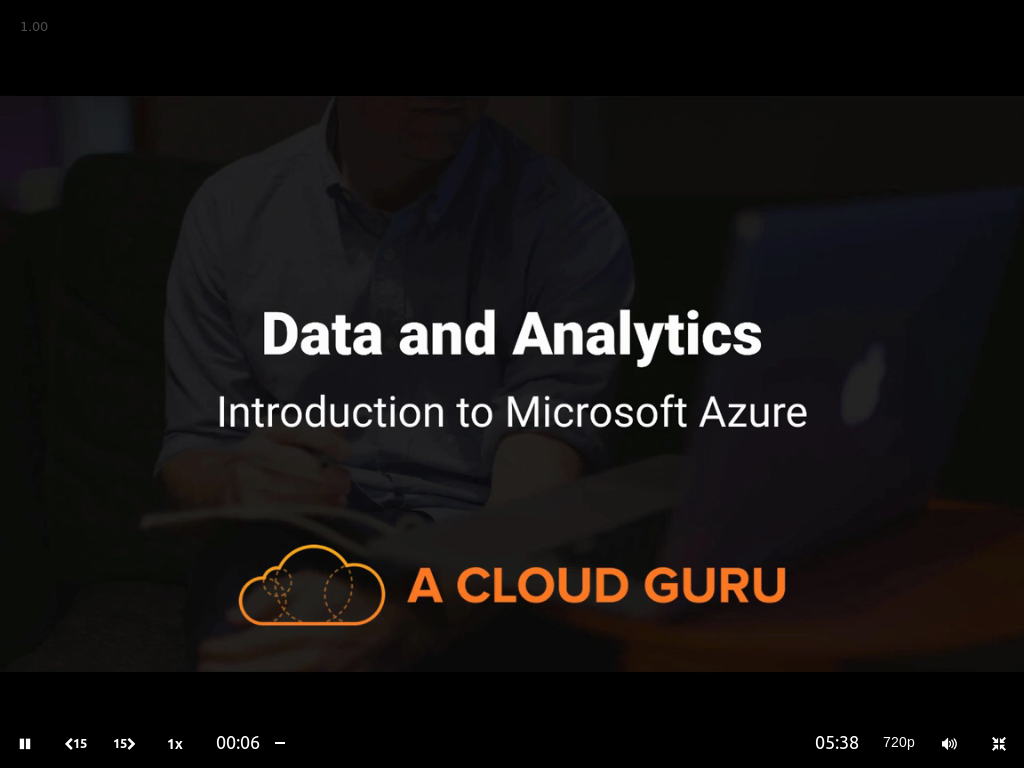 1.00
Data and Analytics
Introduction to Microsoft Azure
A CLOUD GURU
15 15 1x 00:06 05:38 720p